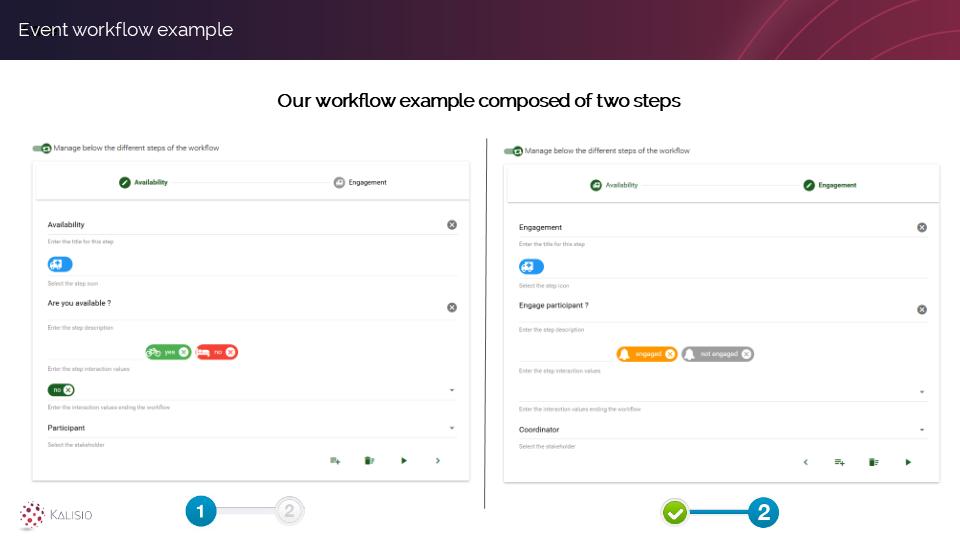 Event workflow example
Our workflow example composed of two steps
Manage below the different steps of the workflow
Availability
Engagement
Availability
Enter the title for this step
Select the step icon
Are you available ?
Enter the step description
yes
no
Enter the step interaction values
no
Enter the interaction values ending the workflow
Participant
Select the stakeholder
1
2
Manage below the different steps of the workflow
Availability
Engagement
Engagement
Enter the title for this step
Select the step icon
Engage participant ?
Enter the step description
engaged
not engaged
Enter the step interaction values
Enter the interaction values ending the workflow
Coordinator
Select the stakeholder
2
KALISIO